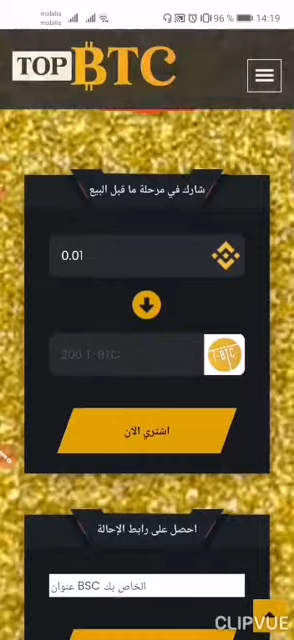 mobilis
mobilis
96 %
14:19
TOP BTC
شارك في مرحلة ما قبل البيع
0.01
200 T-BTC
T-BTC
اشتري الآن
احصل على رابط الإحالة
عنوان BSC الخاص بك
CLIPVUE